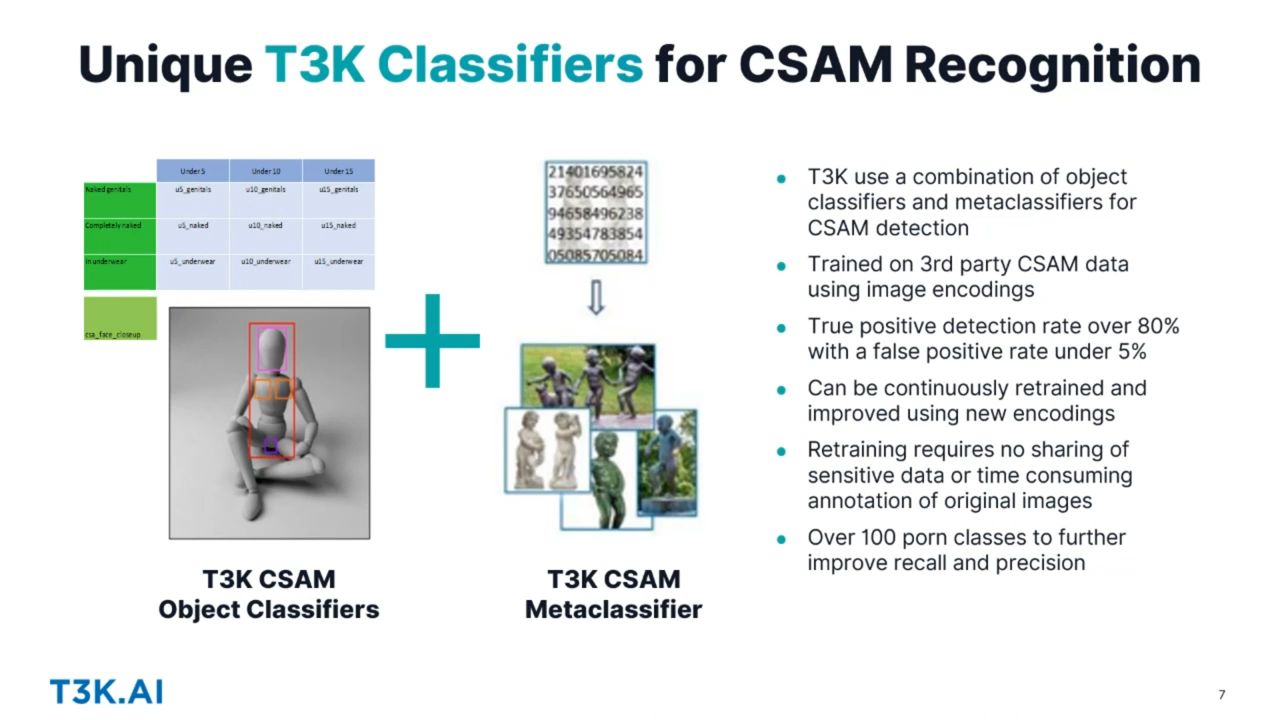 Unique T3K Classifiers for CSAM Recognition
Under 5 Under 10 Under 15
Naked genitals u5_genitals u10_genitals u15_genitals
Completely naked u5_naked u10_naked u15_naked
In underwear u5_underwear u10_underwear u15_underwear
csa_face_closeup
21401695824
37650564965
94658496238
49354783854
05085705084
T3K CSAM
Object Classifiers
T3K CSAM
Metaclassifier
• T3K use a combination of object
classifiers and metaclassifiers for
CSAM detection
• Trained on 3rd party CSAM data
using image encodings
• True positive detection rate over 80%
with a false positive rate under 5%
• Can be continuously retrained and
improved using new encodings
• Retraining requires no sharing of
sensitive data or time consuming
annotation of original images
• Over 100 porn classes to further
improve recall and precision
T3K.AI
7